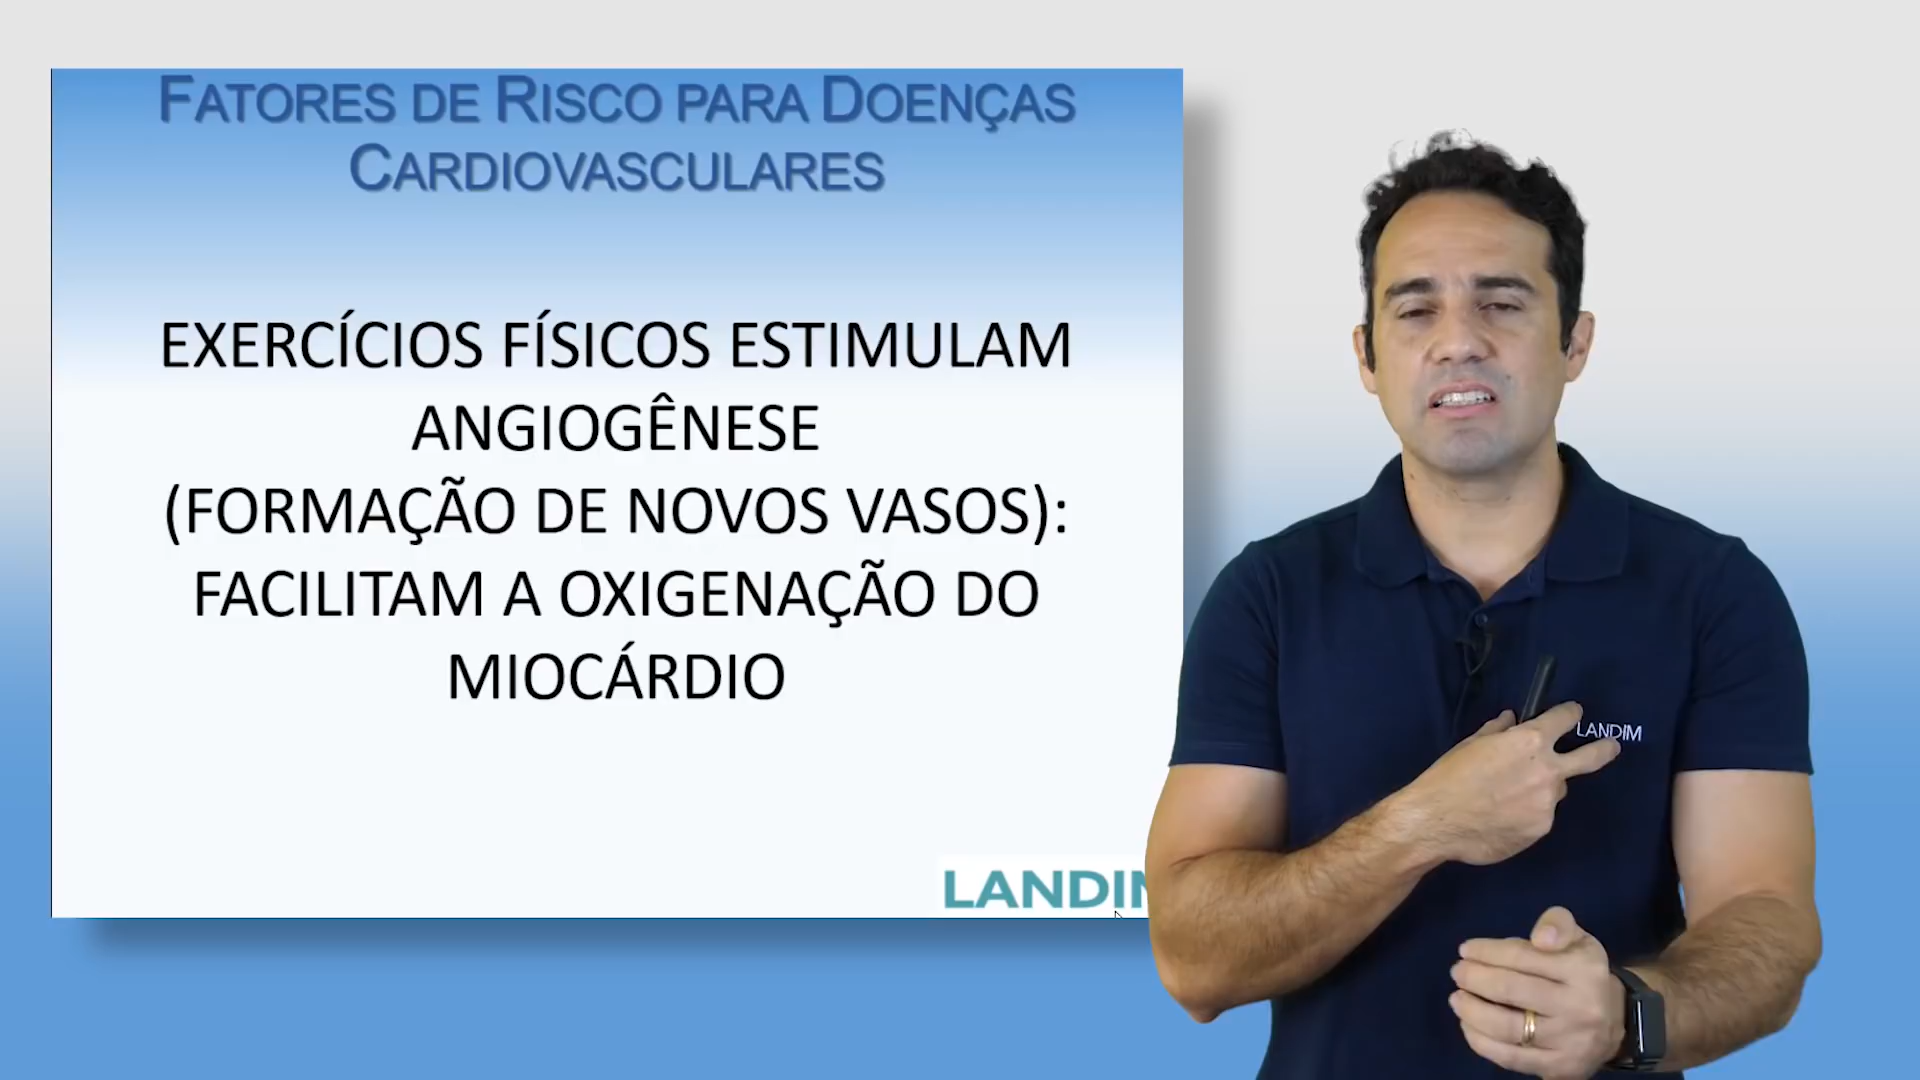 FATORES DE RISCO PARA DOENÇAS
CARDIOVASCULARES
EXERCÍCIOS FÍSICOS ESTIMULAM
ANGIOGÊNESE
(FORMAÇÃO DE NOVOS VASOS):
FACILITAM A OXIGENAÇÃO DO
MIOCÁRDIO
LANDIM
LANDIM